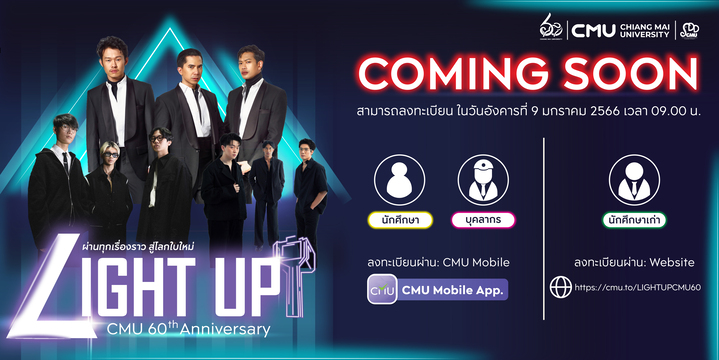 CMU
CHIANG MAI
UNIVERSITY
CMU
COMING SOON
สามารถลงทะเบียน ในวันอังคารที่ 9 มกราคม 2566 เวลา 09.00 น.
นักศึกษา
บุคลากร
นักศึกษาเก่า
ลงทะเบียนผ่าน: CMU Mobile
CMU
CMU Mobile App.
ลงทะเบียนผ่าน: Website
https://cmu.to/LIGHTUPCMU60
ผ่านทุกเรื่องราว สู่โลกใบใหม่
LIGHT UP
CMU 60th Anniversary